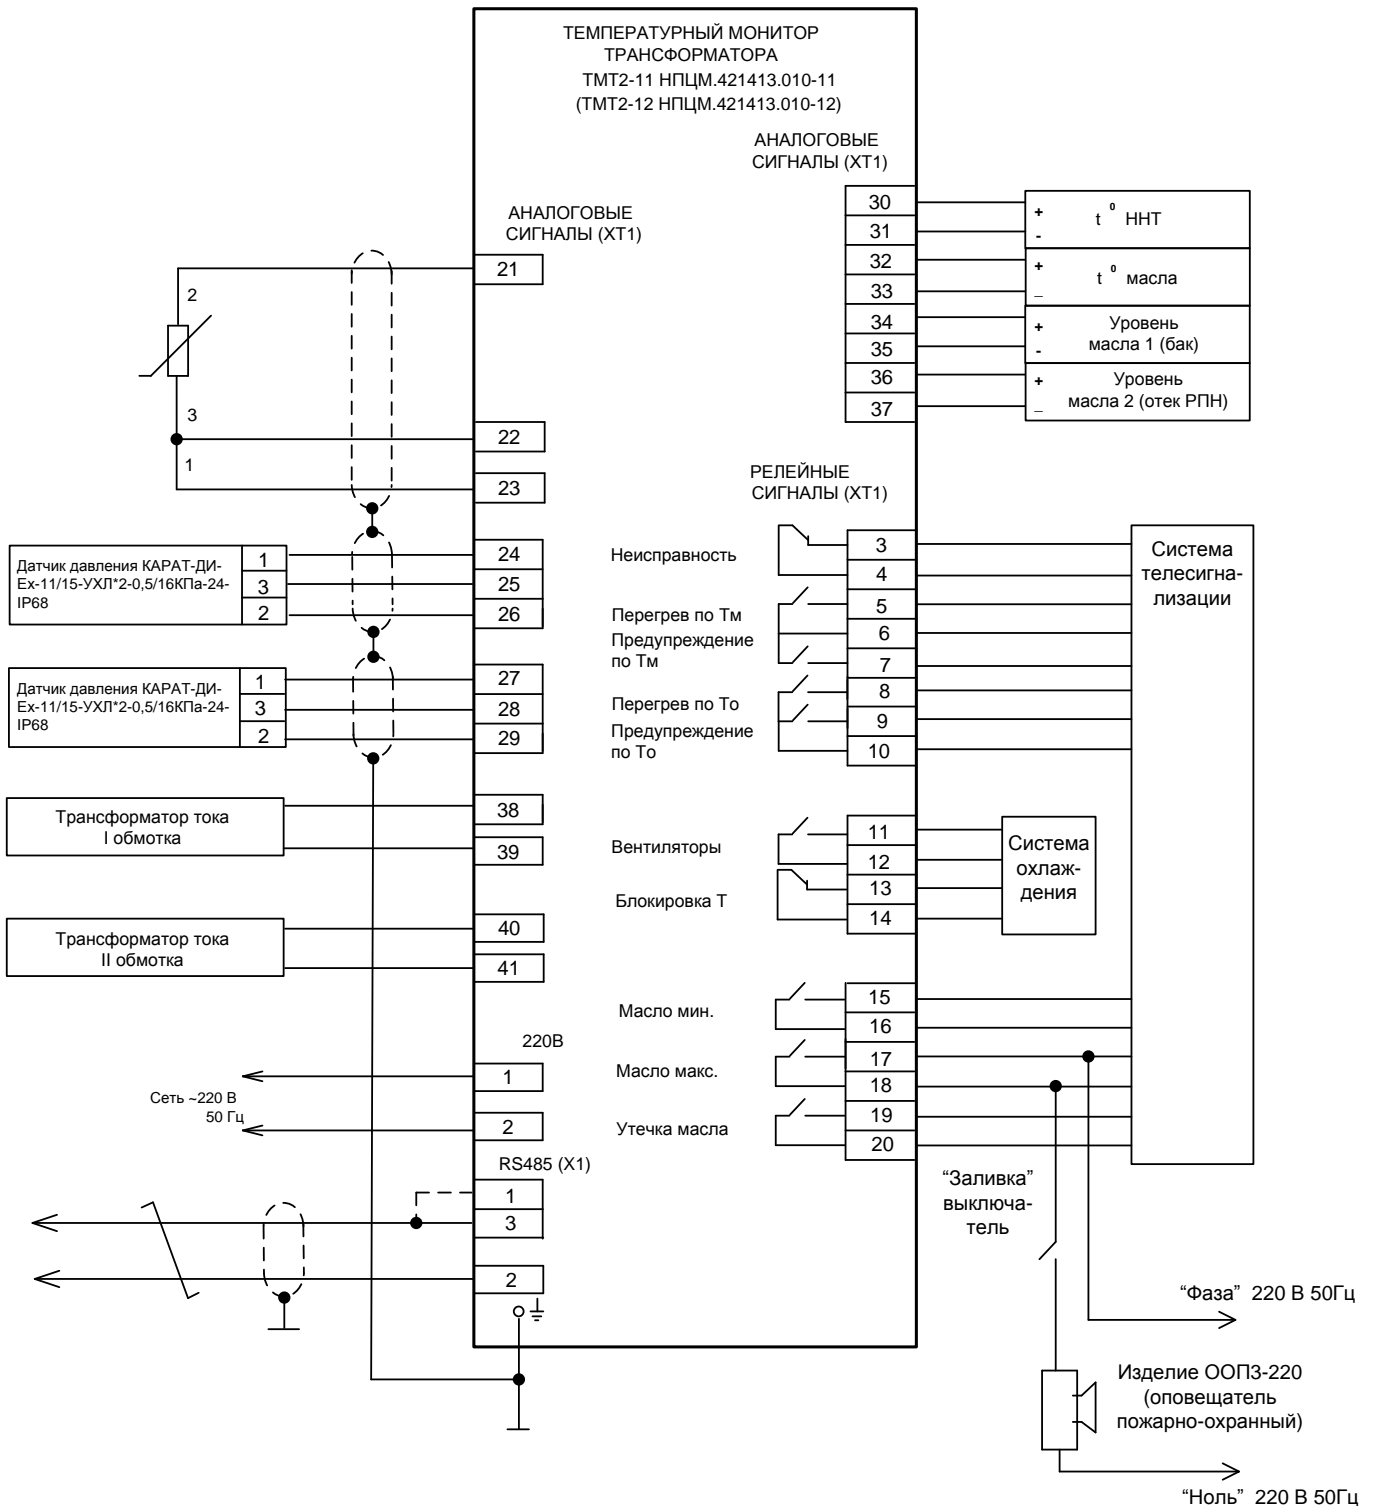 ТЕМПЕРАТУРНЫЙ МОНИТОР
ТРАНСФОРМАТОРА
ТМТ2-11 НПЦМ.421413.010-11
(ТМТ2-12 НПЦМ.421413.010-12)
АНАЛОГОВЫЕ
СИГНАЛЫ (XT1)
21
22
23
24
25
26
27
28
29
38
39
40
41
220В
1
2
RS485 (X1)
1
3
2
2
3
1
Датчик давления КАРАТ-ДИ-
Ex-11/15-УХЛ*2-0,5/16КПа-24-
IP68
1
3
2
Датчик давления КАРАТ-ДИ-
Ex-11/15-УХЛ*2-0,5/16КПа-24-
IP68
1
3
2
Трансформатор тока
I обмотка
Трансформатор тока
II обмотка
Сеть ~220 В
50 Гц
АНАЛОГОВЫЕ
СИГНАЛЫ (XT1)
30
31
32
33
34
35
36
37
+ t⁰ ННТ
-
+ t⁰ масла
_
+ Уровень
- масла 1 (бак)
+ Уровень
_ масла 2 (отек РПН)
РЕЛЕЙНЫЕ
СИГНАЛЫ (XT1)
Неисправность
Перегрев по Тм
Предупреждение
по Тм
Перегрев по То
Предупреждение
по То
Вентиляторы
Блокировка Т
Масло мин.
Масло макс.
Утечка масла
3
4
5
6
7
8
9
10
11
12
13
14
15
16
17
18
19
20
Система
телесигна-
лизации
Система
охлаж-
дения
“Заливка”
выключа-
тель
“Фаза” 220 В 50Гц
Изделие ООПЗ-220
(оповещатель
пожарно-охранный)
“Ноль” 220 В 50Гц